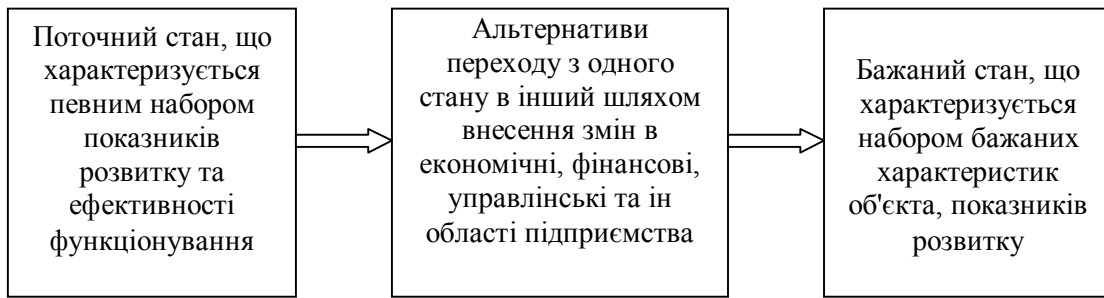 Поточний стан, що
характеризується
певним набором
показників
розвитку та
ефективності
функціонування
Альтернативи
переходу з одного
стану в інший шляхом
внесення змін в
економічні, фінансові,
управлінські та ін
області підприємства
Бажаний стан, що
характеризується
набором бажаних
характеристик
об'єкта, показників
розвитку